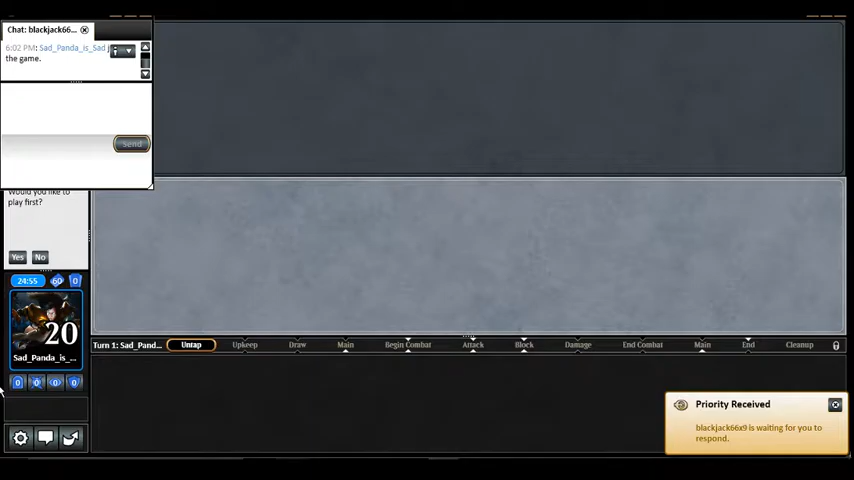 Chat: blackjack66...
6:02 PM: Sad_Panda_is_Sad j
the game.
Send
Would you like to
play first?
Yes No
24:55 60 0
20
Sad_Panda_is_...
0 0 0 0
Turn 1: Sad_Pand... Untap Upkeep Draw Main Begin Combat Attack Block Damage End Combat Main End Cleanup
Priority Received
blackjack66x9 is waiting for you to
respond.